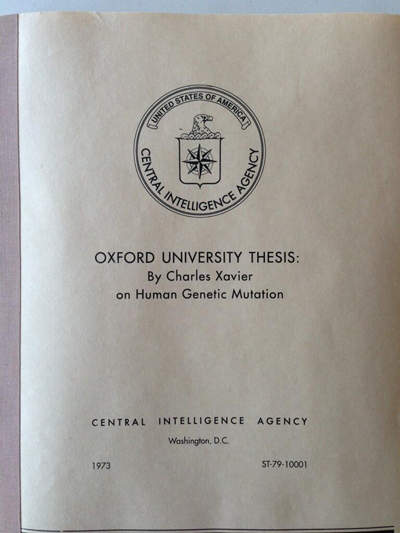 UNITED STATES OF AMERICA
CENTRAL INTELLIGENCE AGENCY
OXFORD UNIVERSITY THESIS:
By Charles Xavier
on Human Genetic Mutation
CENTRAL INTELLIGENCE AGENCY
Washington, D.C.
1973 ST-79-10001